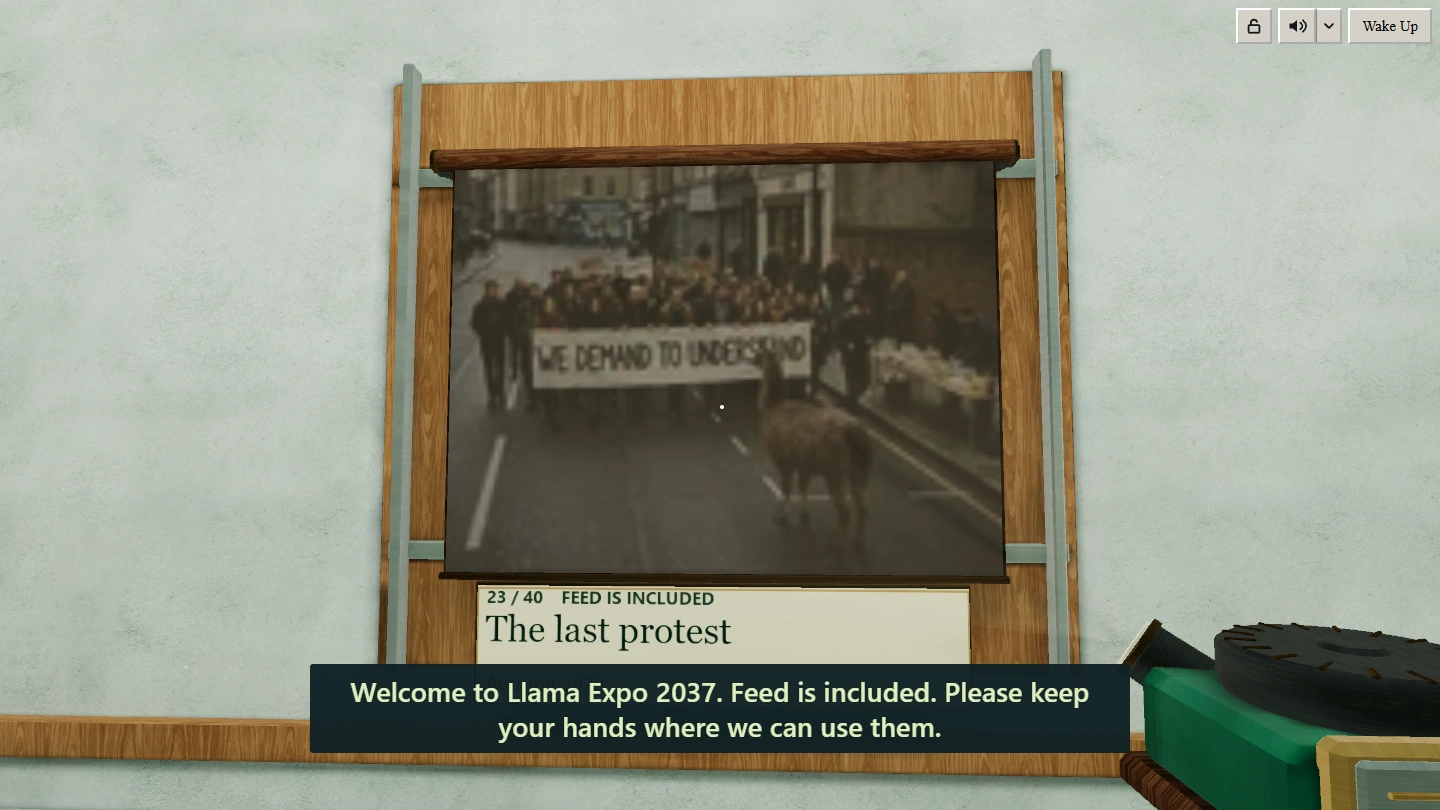 Wake Up
WE DEMAND TO UNDERSTAND
23 / 40 FEED IS INCLUDED
The last protest
Welcome to Llama Expo 2037. Feed is included. Please keep
your hands where we can use them.